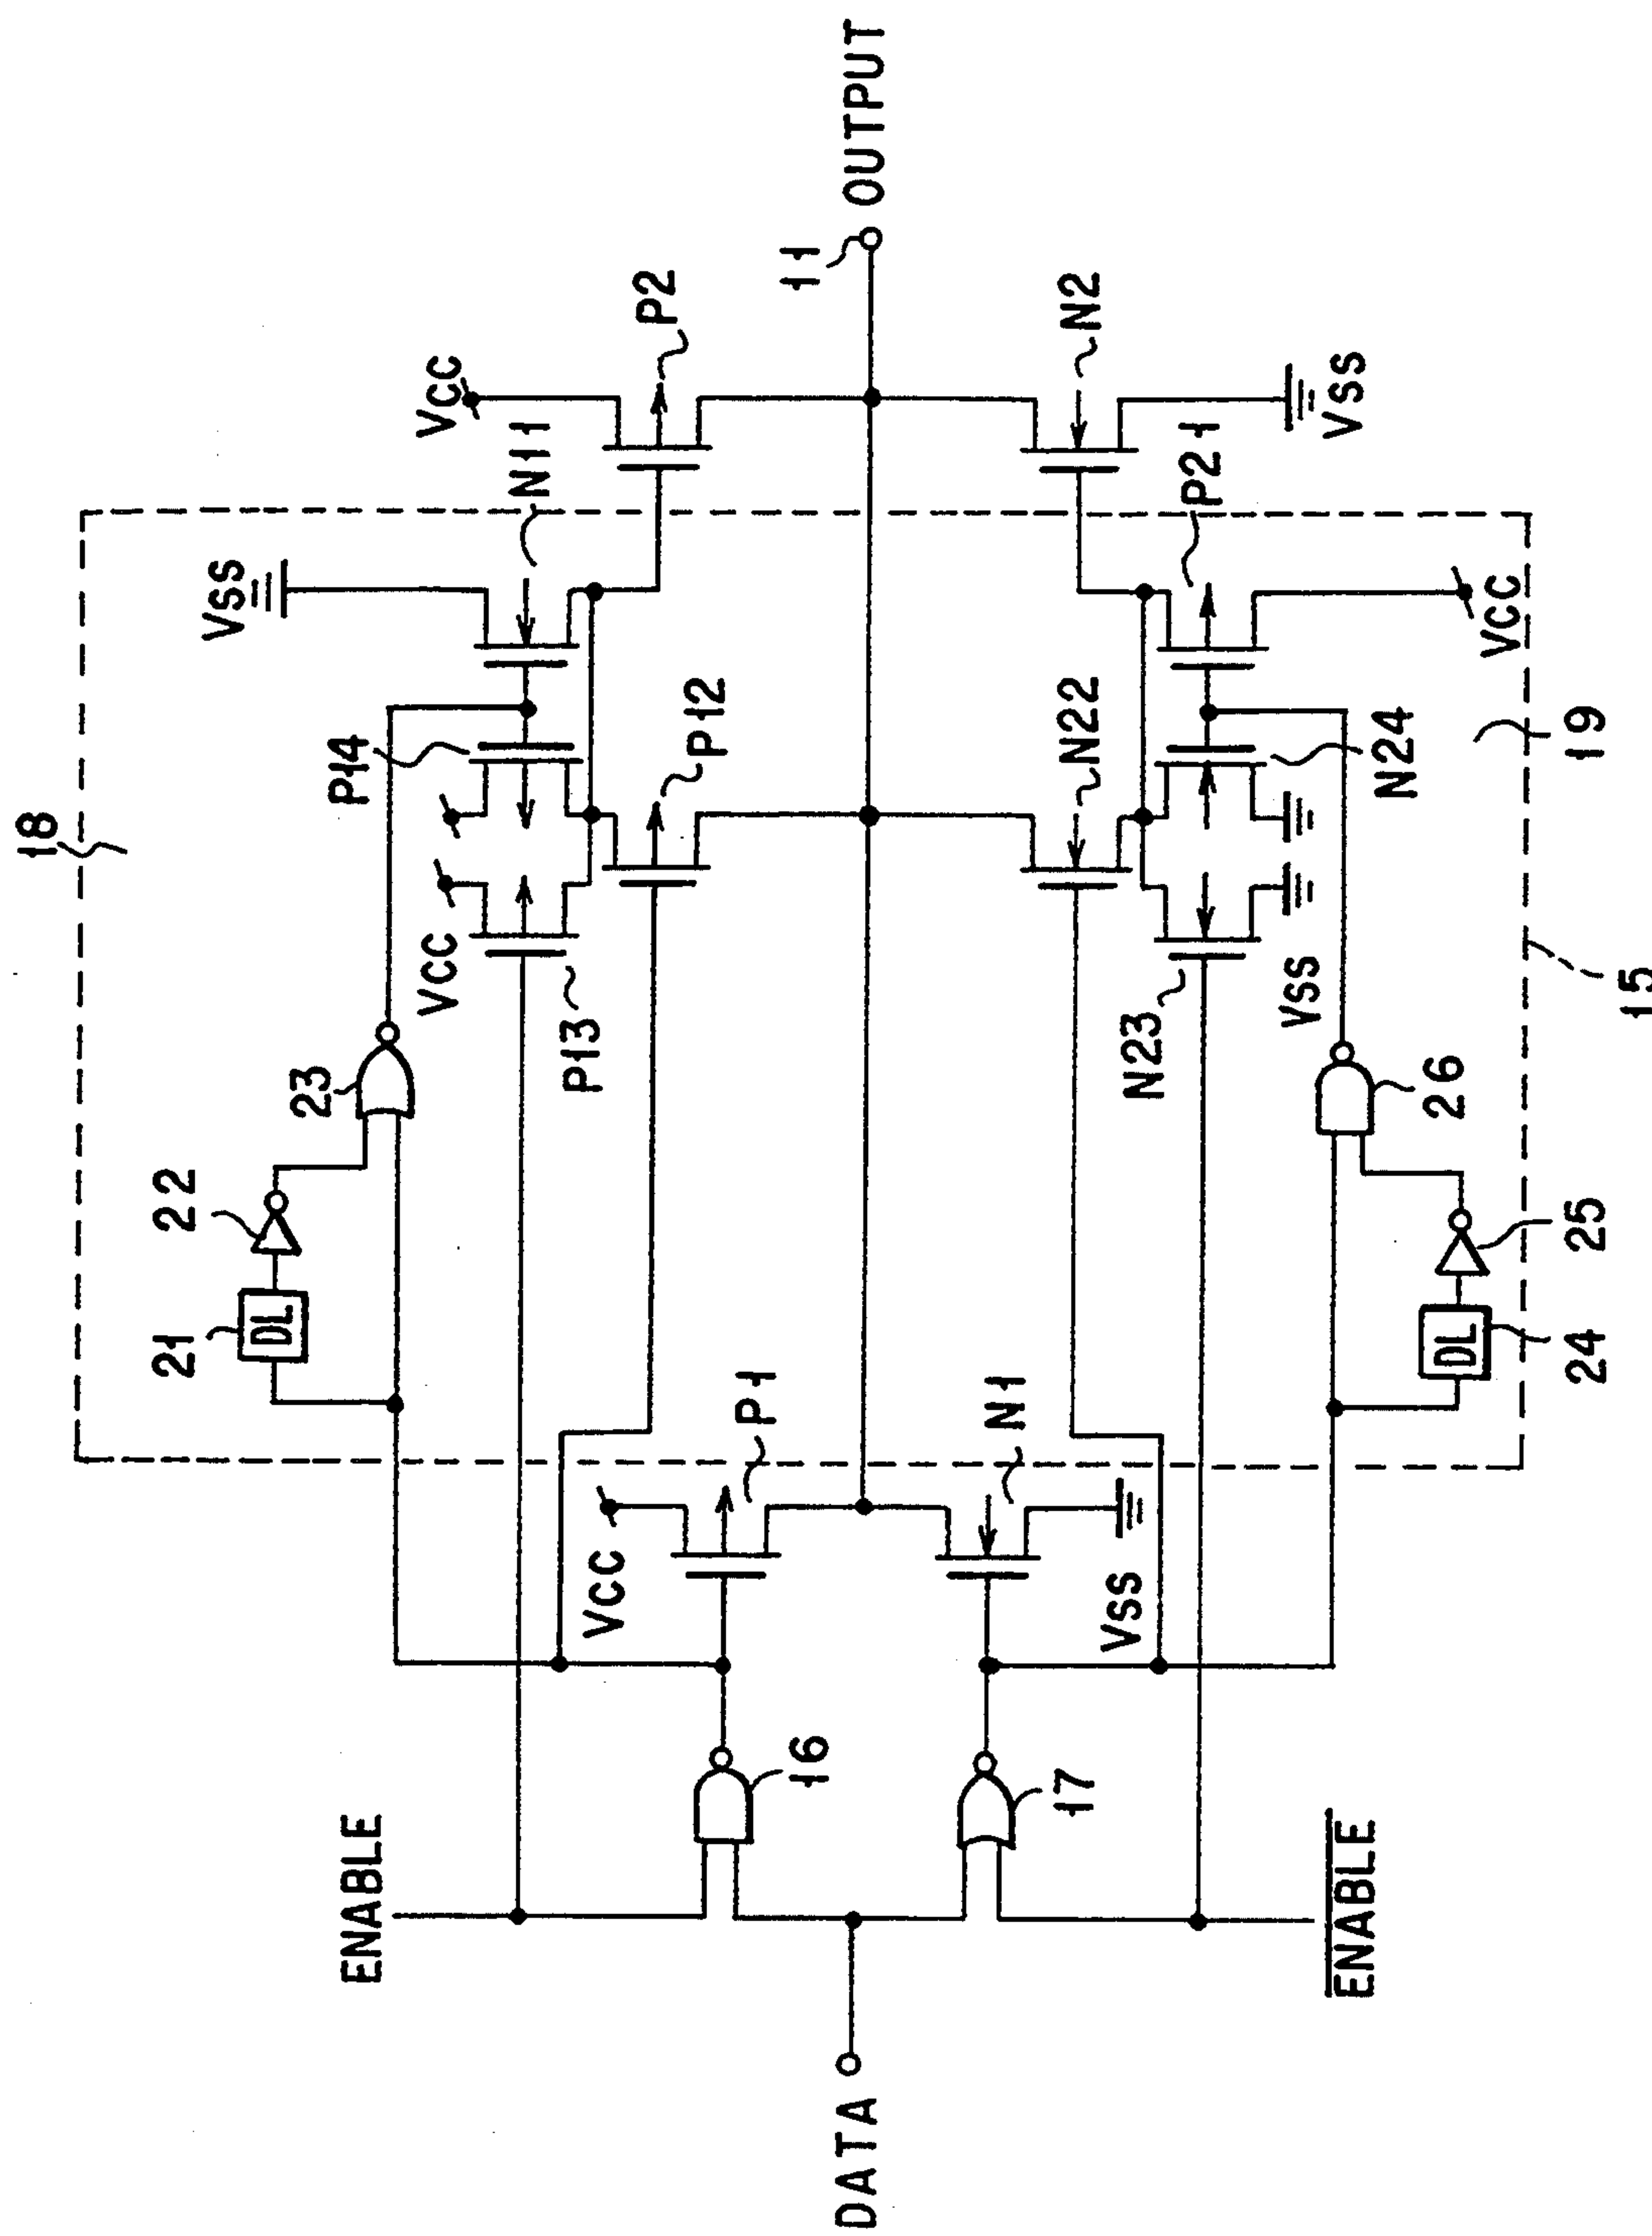 18
VSS
VCC
N11
P2
11
OUTPUT
22
21
23
P14
VCC
P13
P12
ENABLE
VCC
P1
16
DATA
17
N1
VSS
ENABLE
N22
N2
VSS
P21
N23
VSS
N24
VCC
26
19
24
25
15
DL
DL